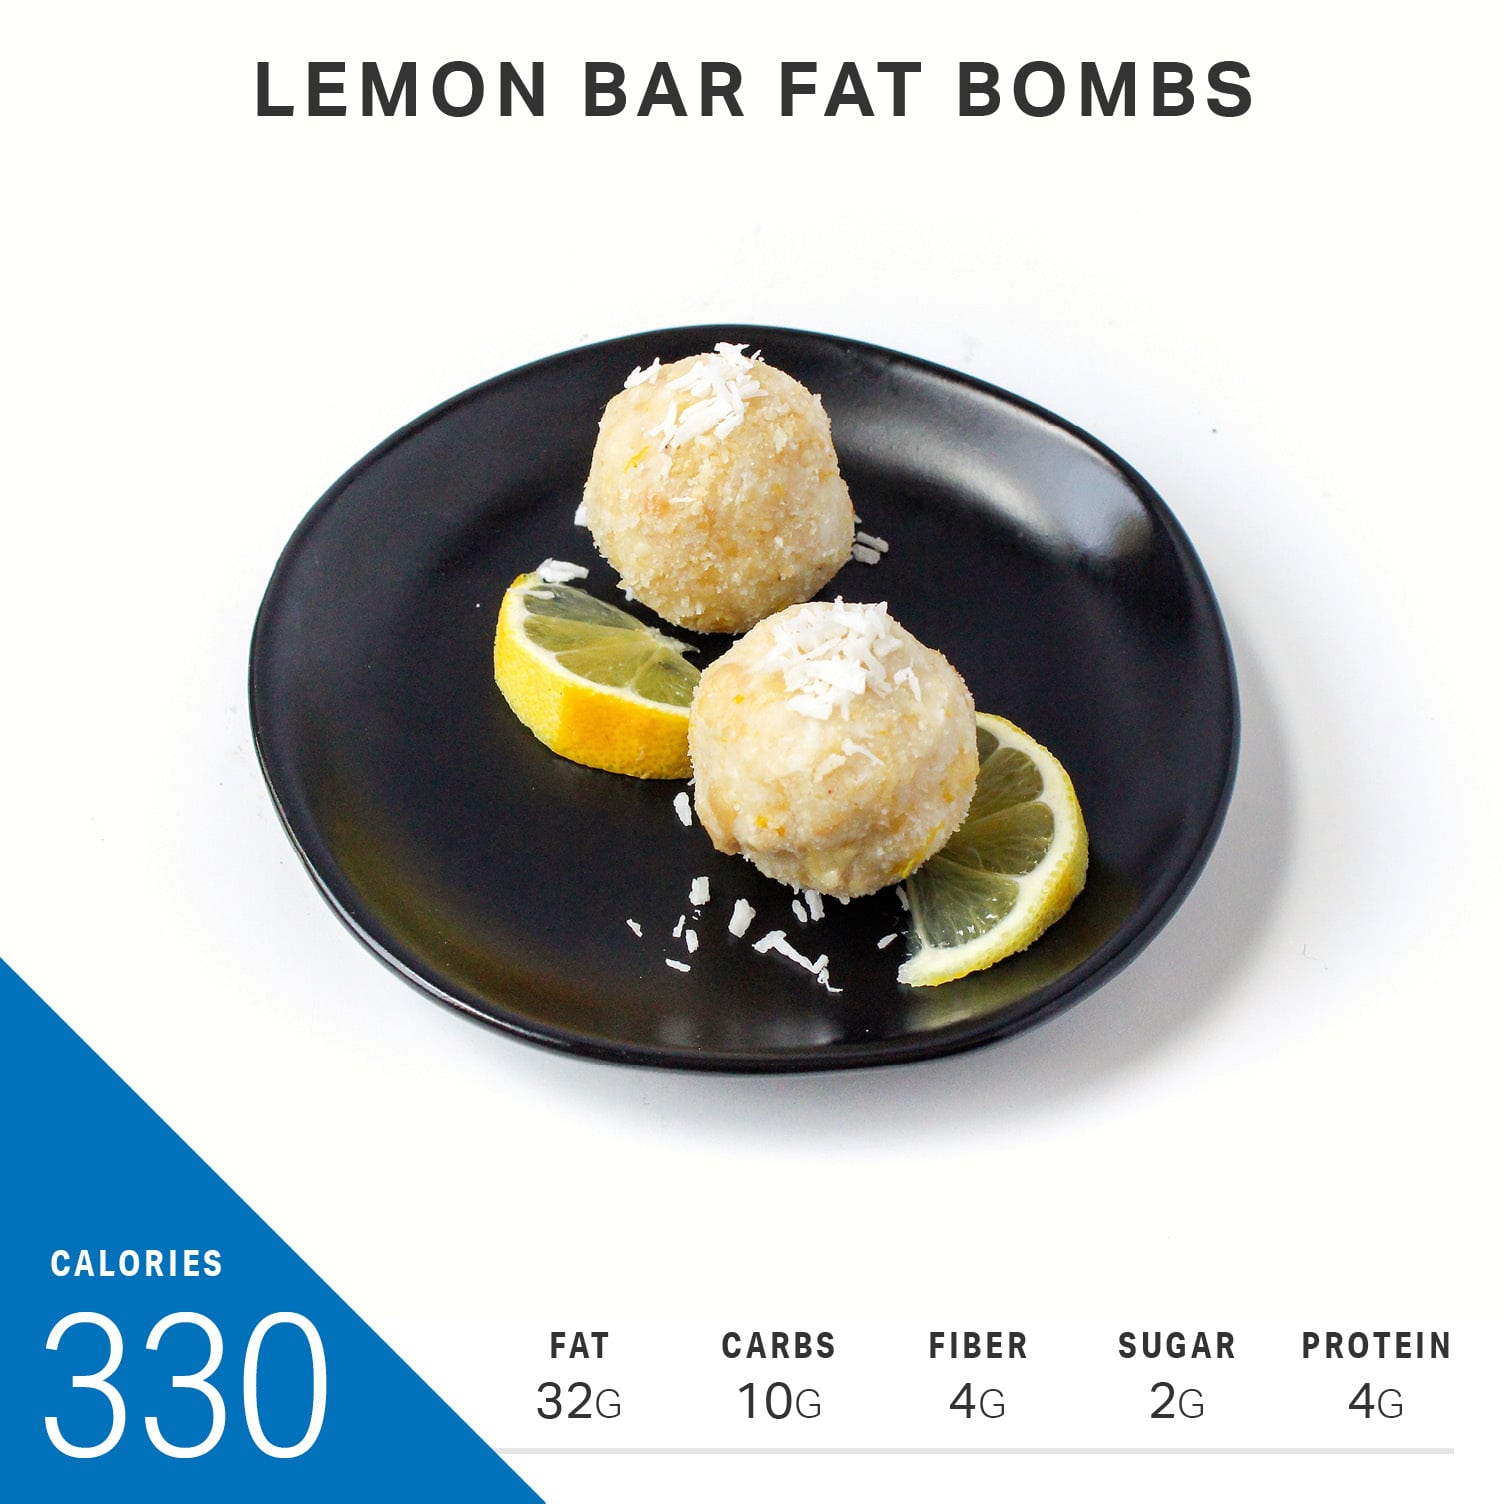 LEMON BAR FAT BOMBS
CALORIES
330
FAT CARBS FIBER SUGAR PROTEIN
32G 10G 4G 2G 4G